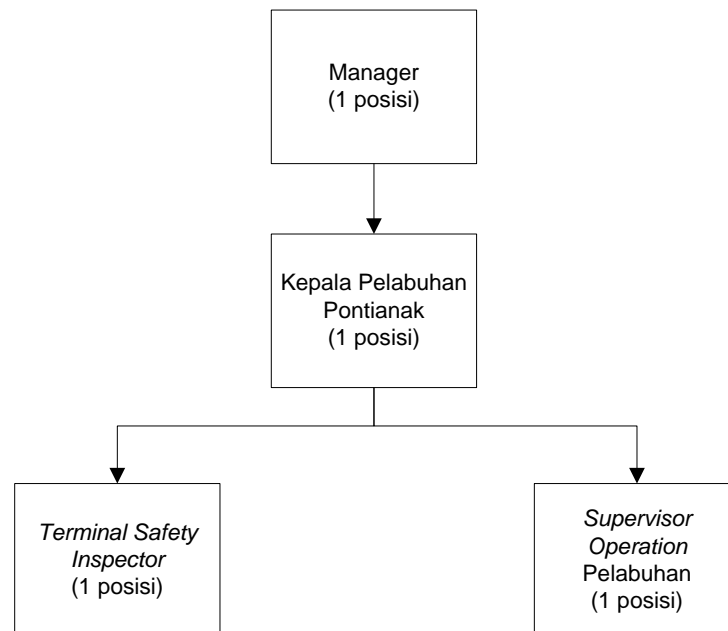 Manager
(1 posisi)
Kepala Pelabuhan
Pontianak
(1 posisi)
Terminal Safety
Inspector
(1 posisi)
Supervisor
Operation
Pelabuhan
(1 posisi)